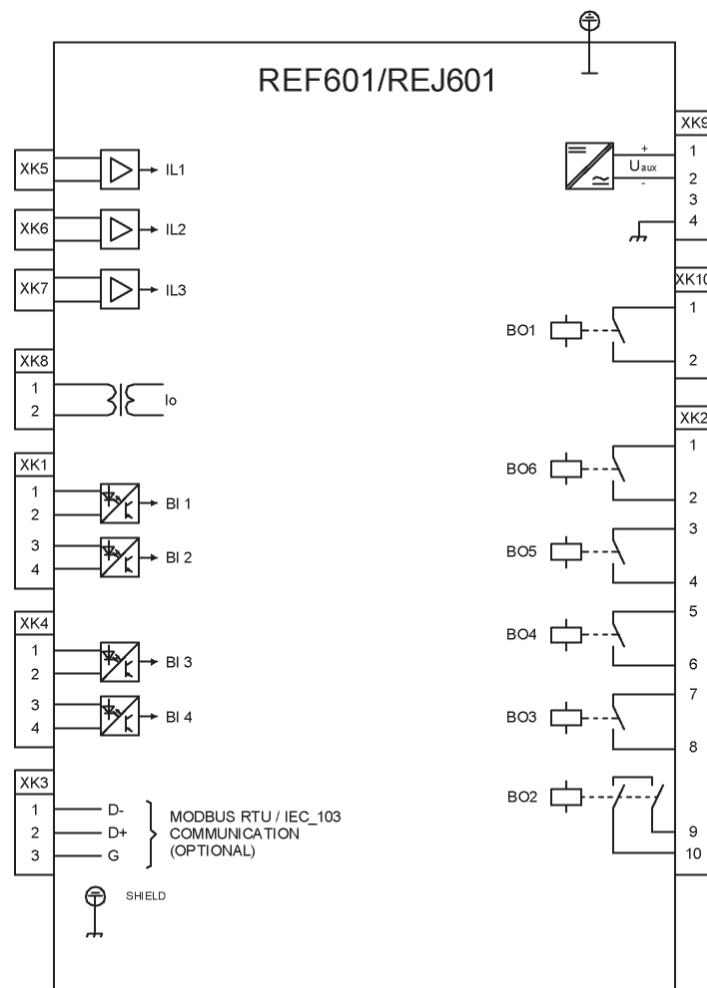 REF601/REJ601
XK5
IL1
XK6
IL2
XK7
IL3
XK8
1
2
Io
XK1
1
2
BI 1
3
4
BI 2
XK4
1
2
BI 3
3
4
BI 4
XK3
1 D-
2 D+
3 G
MODBUS RTU / IEC_103
COMMUNICATION
(OPTIONAL)
SHIELD
XK9
+
1
Uaux
2
-
3
4
XK10
1
BO1
2
XK2
1
BO6
2
3
BO5
4
5
BO4
6
7
BO3
8
BO2
9
10